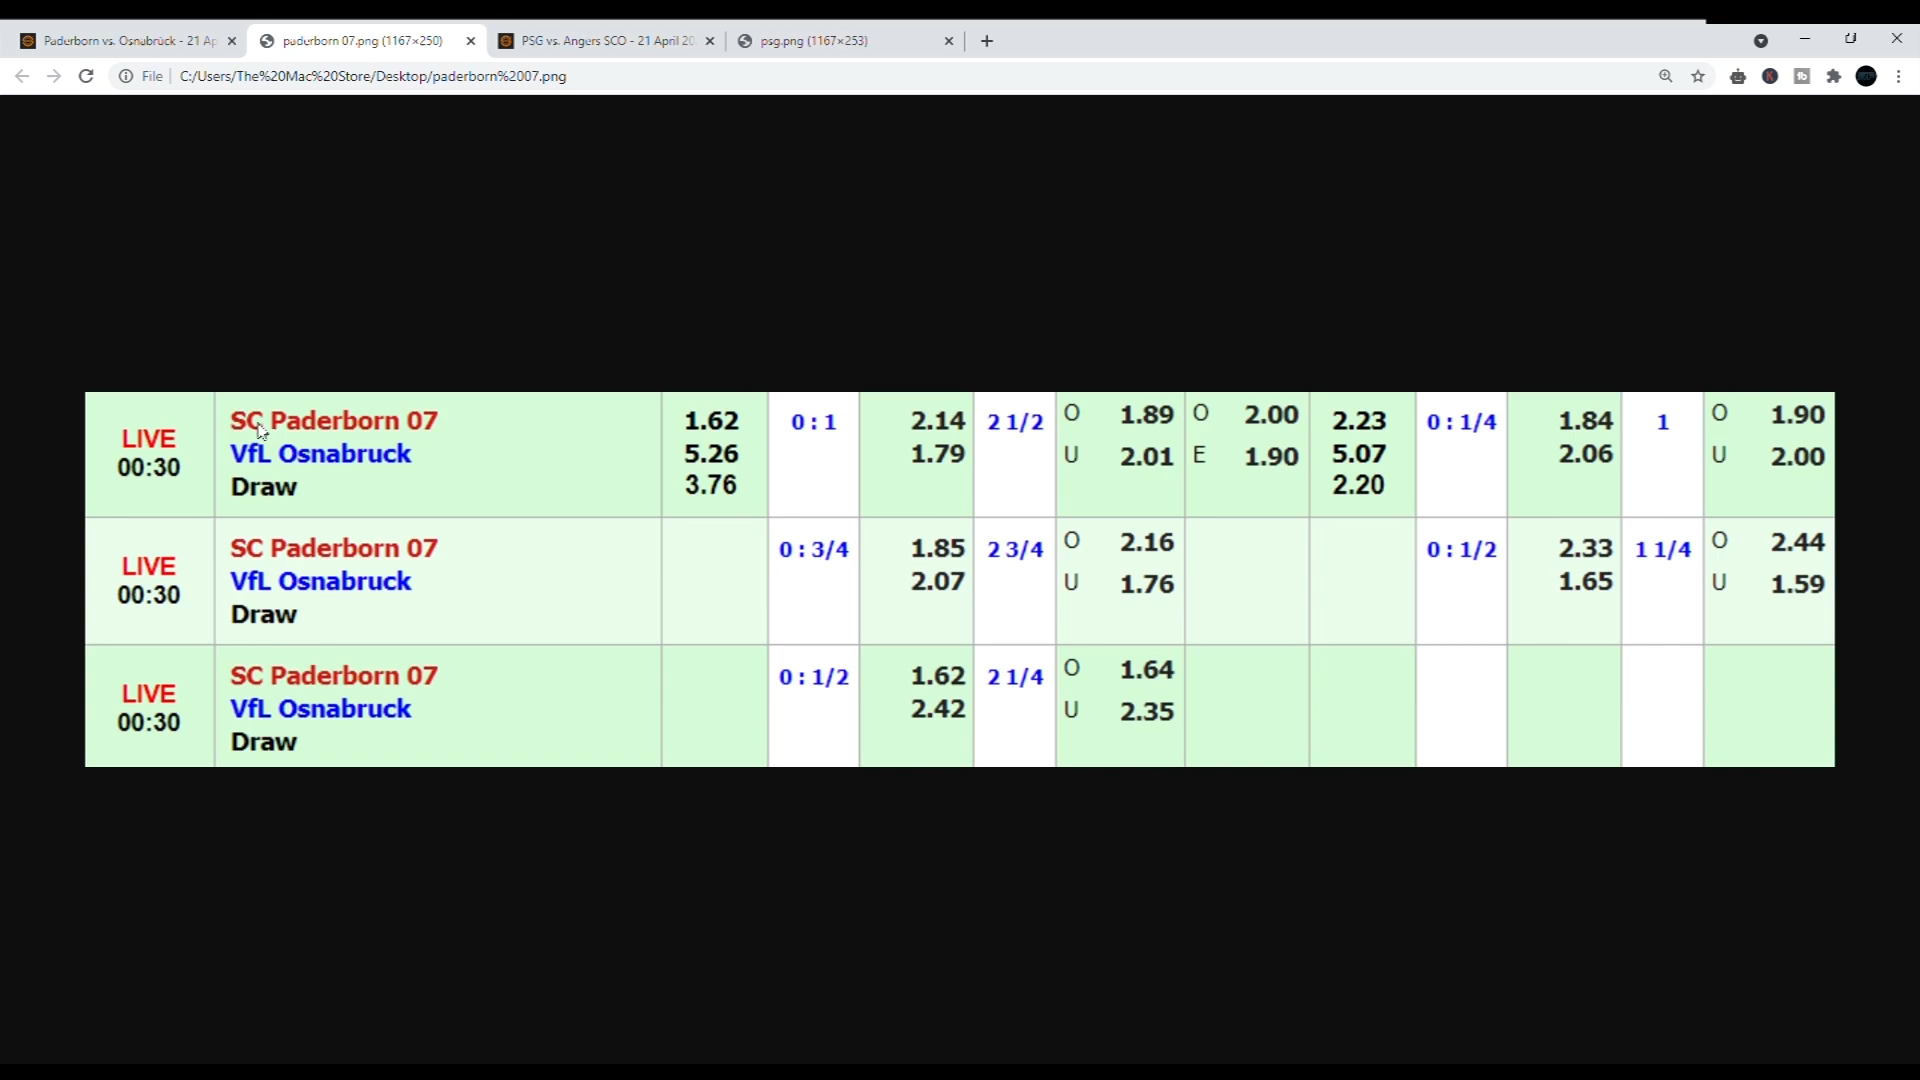 Paderborn vs. Osnabrück - 21 Ap
paderborn 07.png (1167×250)
PSG vs. Angers SCO - 21 April 20
psg.png (1167×253)
File C:/Users/The%20Mac%20Store/Desktop/paderborn%2007.png
LIVE
00:30
SC Paderborn 07
VfL Osnabruck
Draw
1.62
5.26
3.76
0 : 1
2.14
1.79
2 1/2
O 1.89
U 2.01
O 2.00
E 1.90
2.23
5.07
2.20
0 : 1/4
1.84
2.06
1
O 1.90
U 2.00
LIVE
00:30
SC Paderborn 07
VfL Osnabruck
Draw
0 : 3/4
1.85
2.07
2 3/4
O 2.16
U 1.76
0 : 1/2
2.33
1.65
1 1/4
O 2.44
U 1.59
LIVE
00:30
SC Paderborn 07
VfL Osnabruck
Draw
0 : 1/2
1.62
2.42
2 1/4
O 1.64
U 2.35